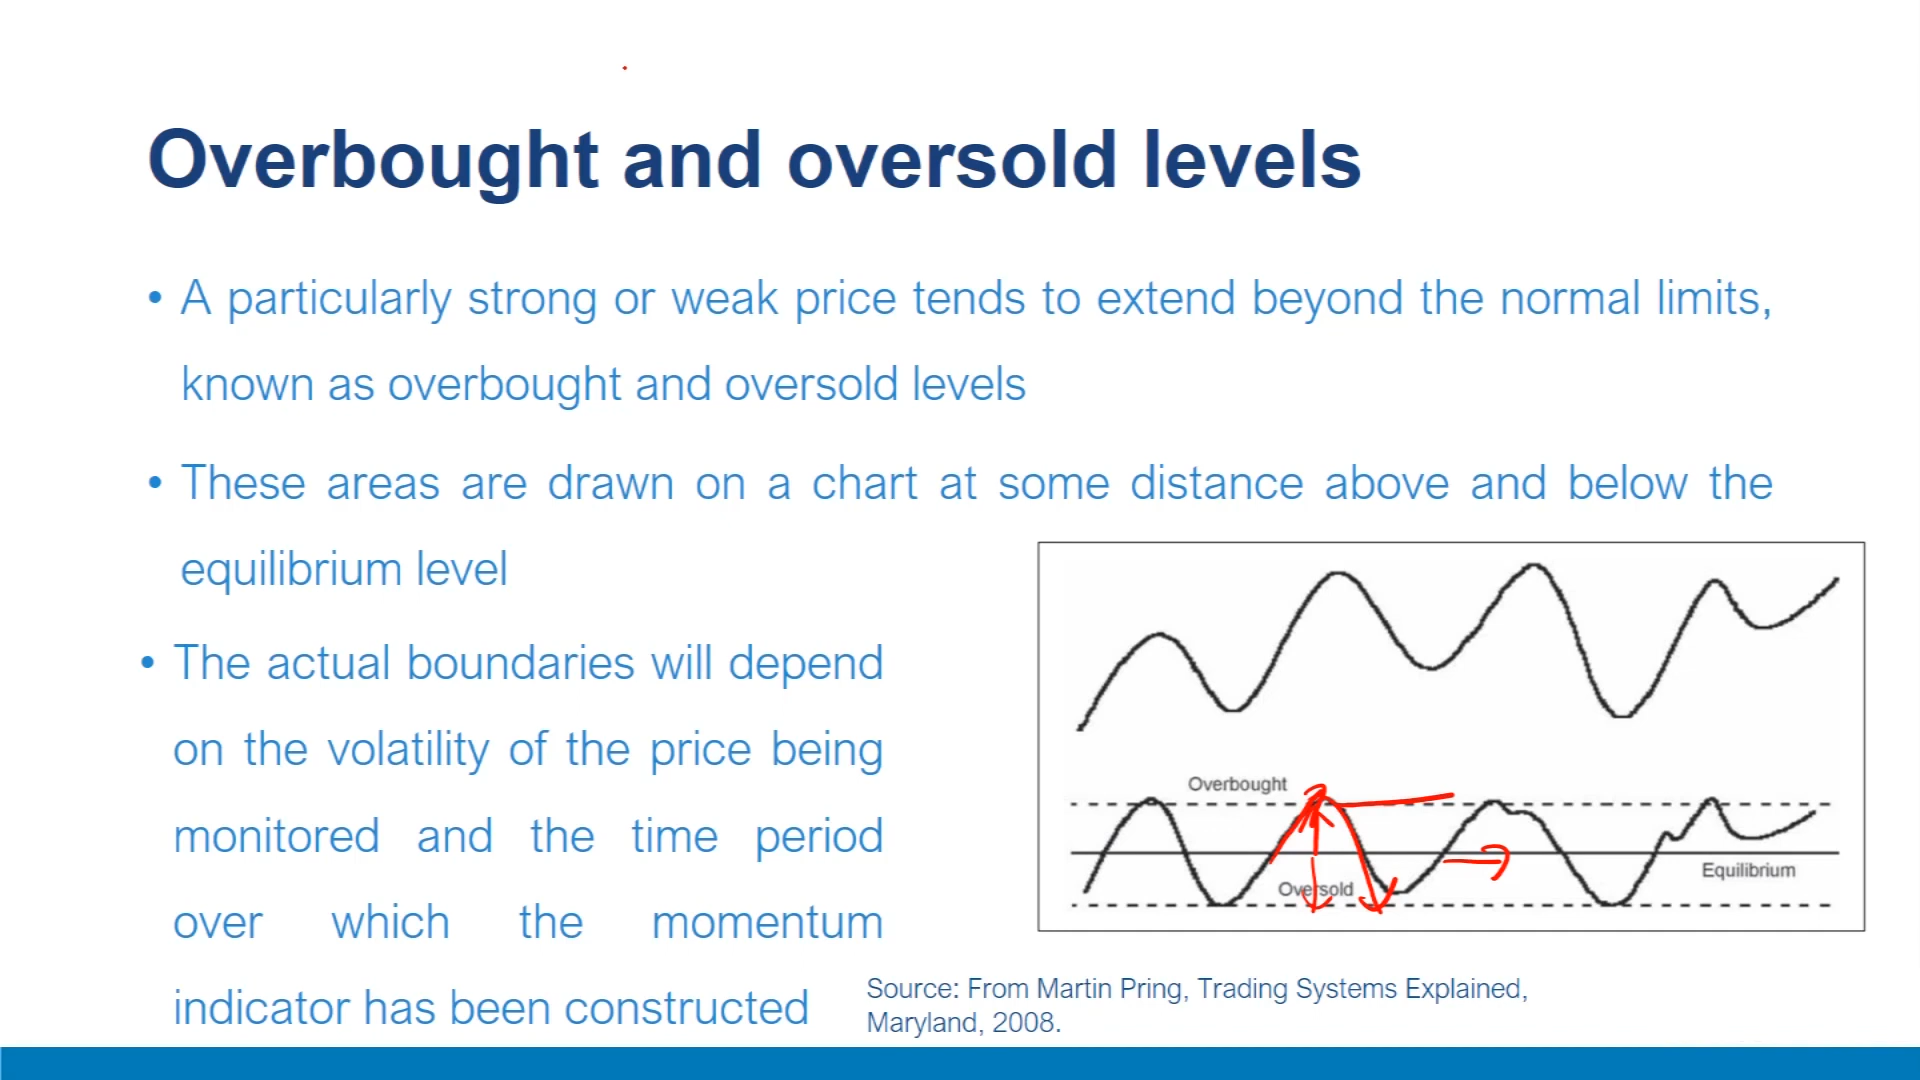 Overbought and oversold levels
• A particularly strong or weak price tends to extend beyond the normal limits,
known as overbought and oversold levels
• These areas are drawn on a chart at some distance above and below the
equilibrium level
• The actual boundaries will depend
on the volatility of the price being
monitored and the time period
over which the momentum
indicator has been constructed
Overbought
Equilibrium
Oversold
Source: From Martin Pring, Trading Systems Explained,
Maryland, 2008.